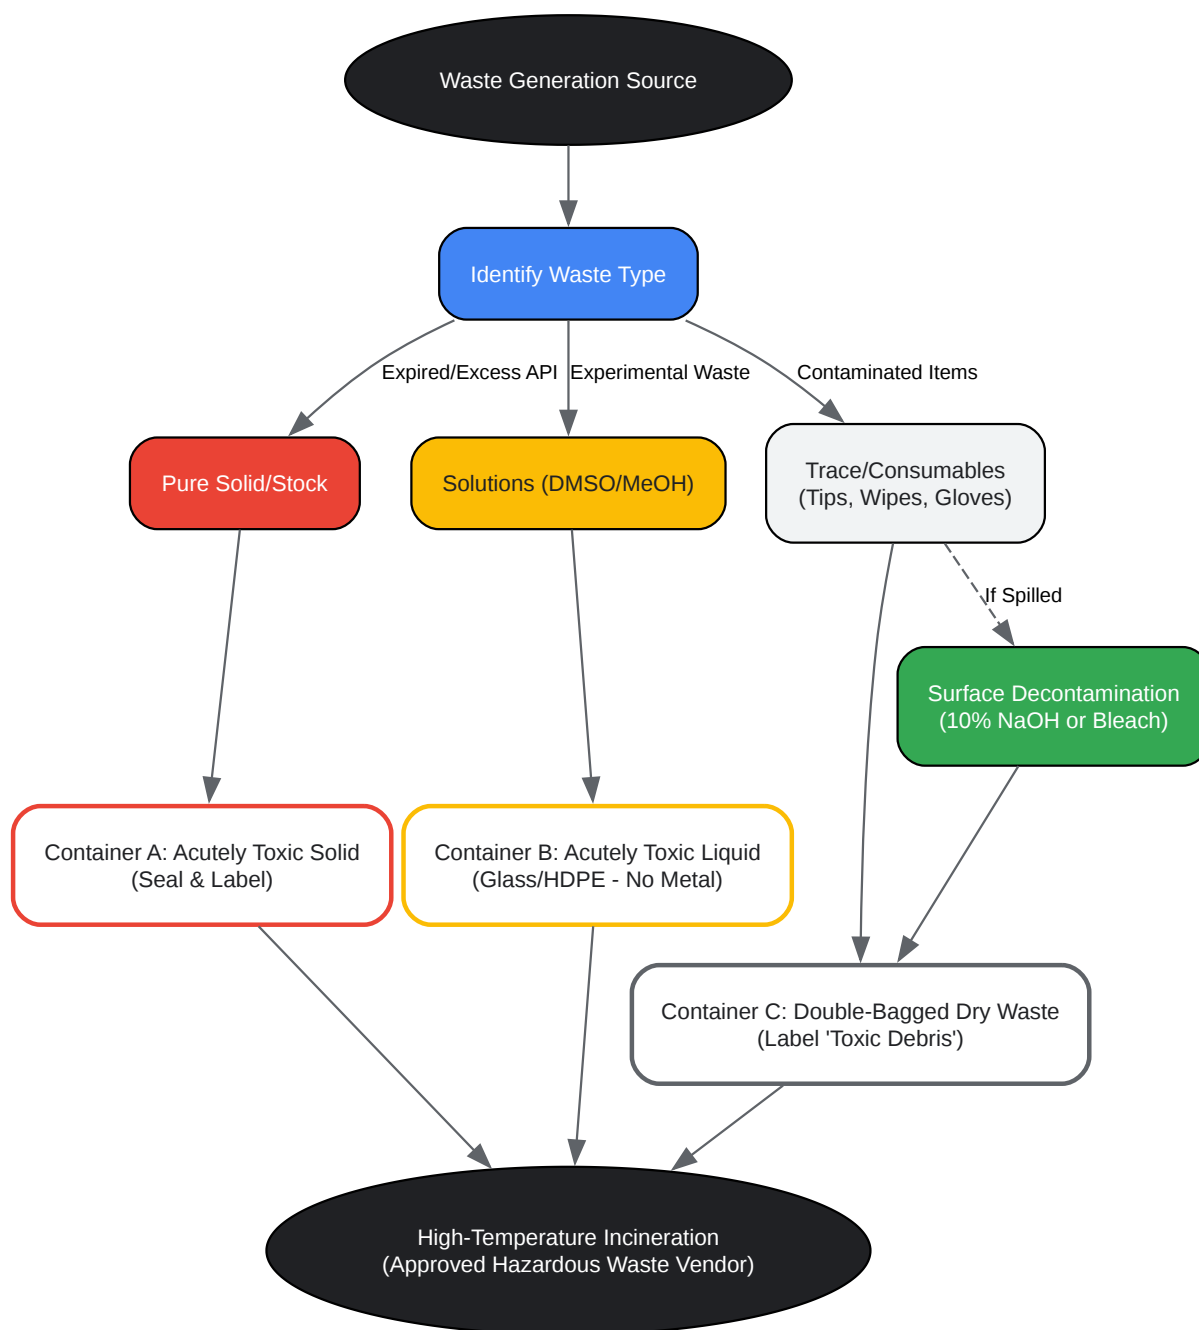 Waste Generation Source
Identify Waste Type
Expired/Excess API
Experimental Waste
Contaminated Items
Pure Solid/Stock
Solutions (DMSO/MeOH)
Trace/Consumables
(Tips, Wipes, Gloves)
If Spilled
Surface Decontamination
(10% NaOH or Bleach)
Container A: Acutely Toxic Solid
(Seal & Label)
Container B: Acutely Toxic Liquid
(Glass/HDPE - No Metal)
Container C: Double-Bagged Dry Waste
(Label 'Toxic Debris')
High-Temperature Incineration
(Approved Hazardous Waste Vendor)